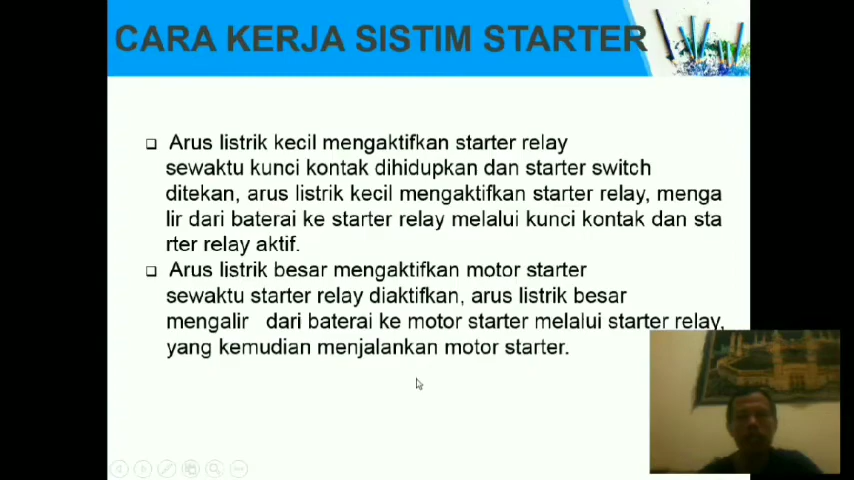 CARA KERJA SISTIM STARTER
❑ Arus listrik kecil mengaktifkan starter relay
sewaktu kunci kontak dihidupkan dan starter switch
ditekan, arus listrik kecil mengaktifkan starter relay, menga
lir dari baterai ke starter relay melalui kunci kontak dan sta
rter relay aktif.
❑ Arus listrik besar mengaktifkan motor starter
sewaktu starter relay diaktifkan, arus listrik besar
mengalir dari baterai ke motor starter melalui starter relay,
yang kemudian menjalankan motor starter.